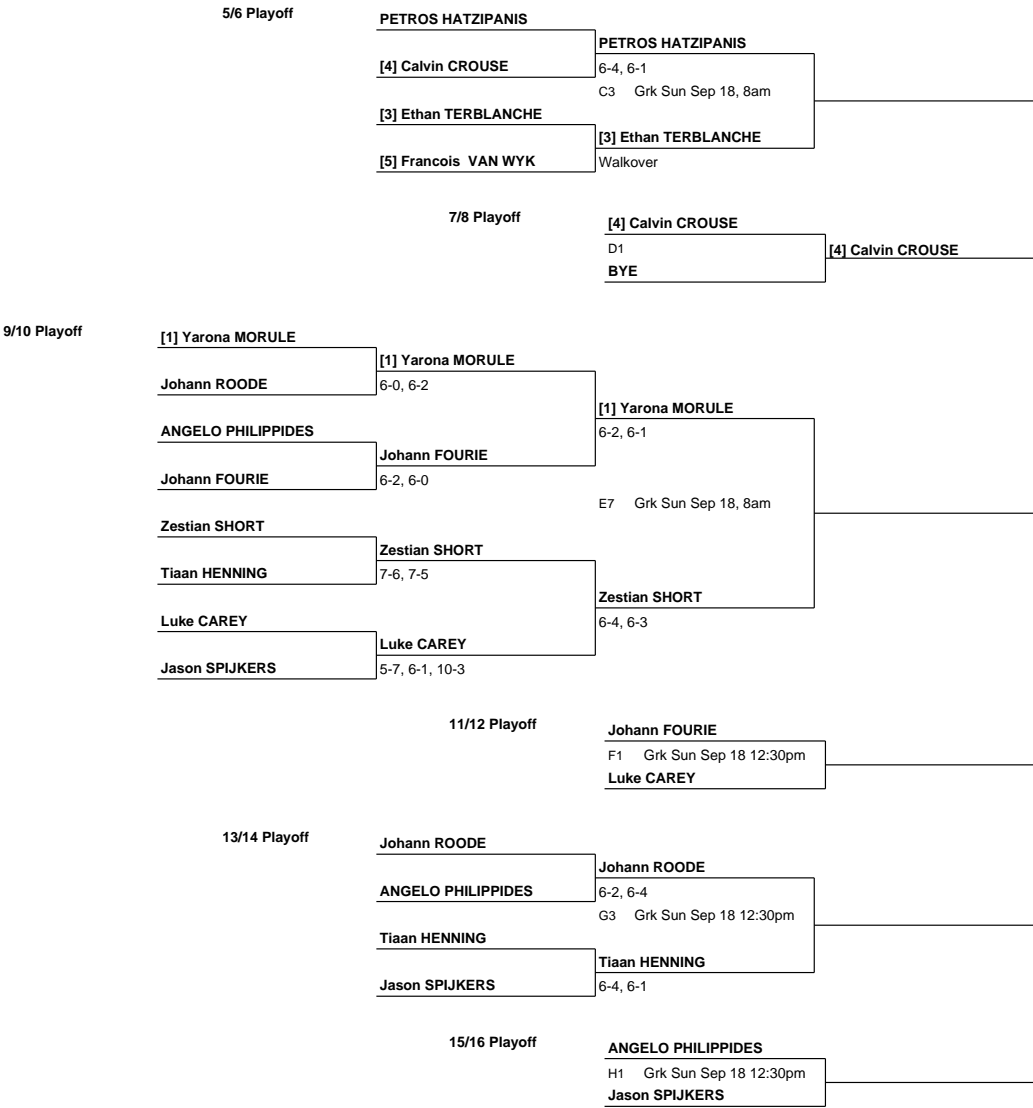 5/6 Playoff
PETROS HATZIPANIS
PETROS HATZIPANIS
[4] Calvin CROUSE
6-4, 6-1
C3 Grk Sun Sep 18, 8am
[3] Ethan TERBLANCHE
[3] Ethan TERBLANCHE
[5] Francois VAN WYK
Walkover
7/8 Playoff
[4] Calvin CROUSE
D1
[4] Calvin CROUSE
BYE
9/10 Playoff
[1] Yarona MORULE
[1] Yarona MORULE
Johann ROODE
6-0, 6-2
[1] Yarona MORULE
ANGELO PHILIPPIDES
6-2, 6-1
Johann FOURIE
Johann FOURIE
6-2, 6-0
E7 Grk Sun Sep 18, 8am
Zestian SHORT
Zestian SHORT
Tiaan HENNING
7-6, 7-5
Zestian SHORT
Luke CAREY
6-4, 6-3
Luke CAREY
Jason SPIJKERS
5-7, 6-1, 10-3
11/12 Playoff
Johann FOURIE
F1 Grk Sun Sep 18 12:30pm
Luke CAREY
13/14 Playoff
Johann ROODE
Johann ROODE
ANGELO PHILIPPIDES
6-2, 6-4
G3 Grk Sun Sep 18 12:30pm
Tiaan HENNING
Tiaan HENNING
Jason SPIJKERS
6-4, 6-1
15/16 Playoff
ANGELO PHILIPPIDES
H1 Grk Sun Sep 18 12:30pm
Jason SPIJKERS